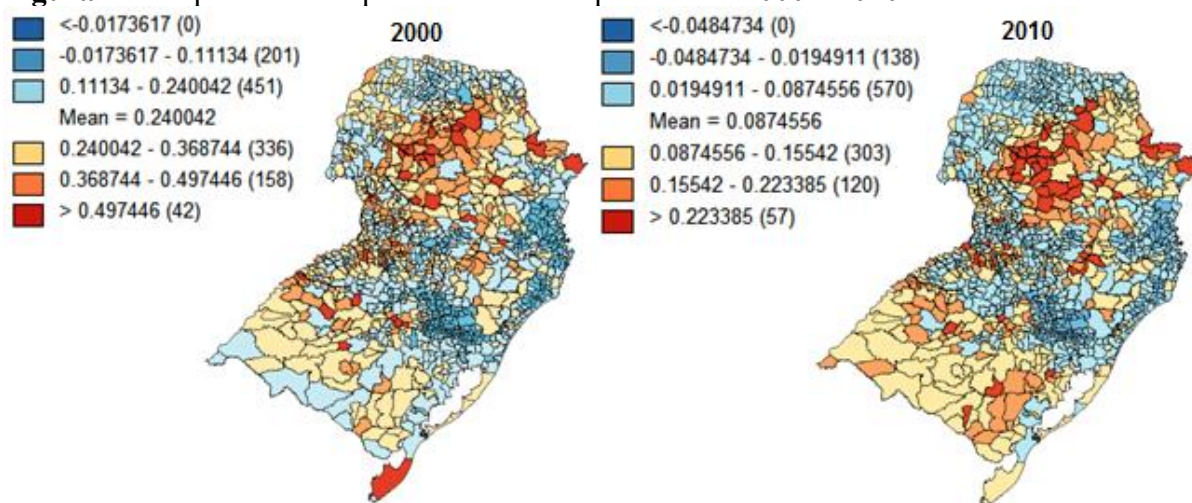 2000
<-0.0173617 (0)
-0.0173617 - 0.11134 (201)
0.11134 - 0.240042 (451)
Mean = 0.240042
0.240042 - 0.368744 (336)
0.368744 - 0.497446 (158)
> 0.497446 (42)
2010
<-0.0484734 (0)
-0.0484734 - 0.0194911 (138)
0.0194911 - 0.0874556 (570)
Mean = 0.0874556
0.0874556 - 0.15542 (303)
0.15542 - 0.223385 (120)
> 0.223385 (57)